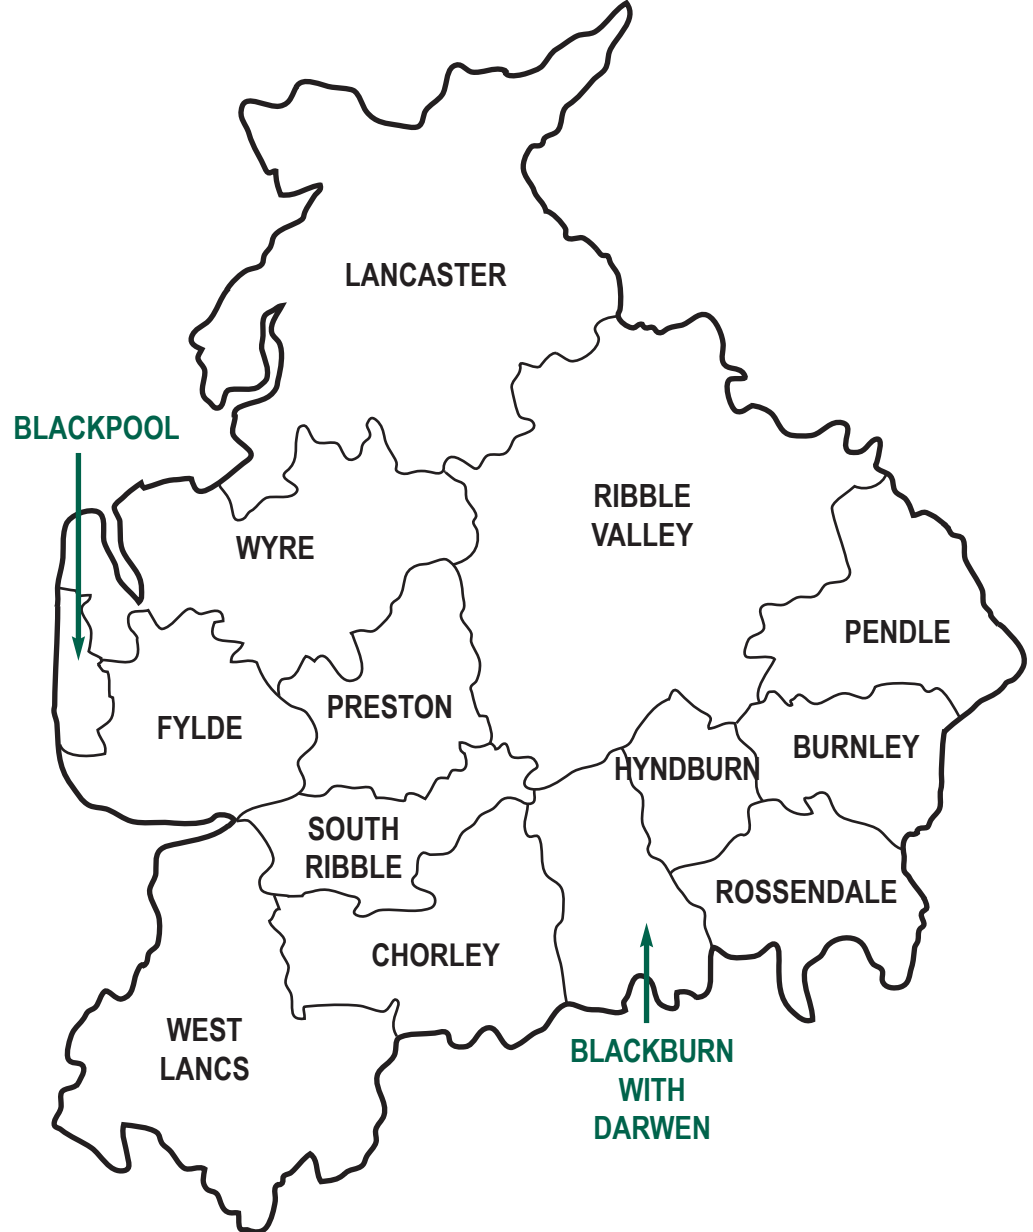 LANCASTER
BLACKPOOL
RIBBLE
VALLEY
WYRE
PENDLE
PRESTON
FYLDE
BURNLEY
HYNDBURN
SOUTH
RIBBLE
ROSSENDALE
CHORLEY
WEST
LANCS
BLACKBURN
WITH
DARWEN